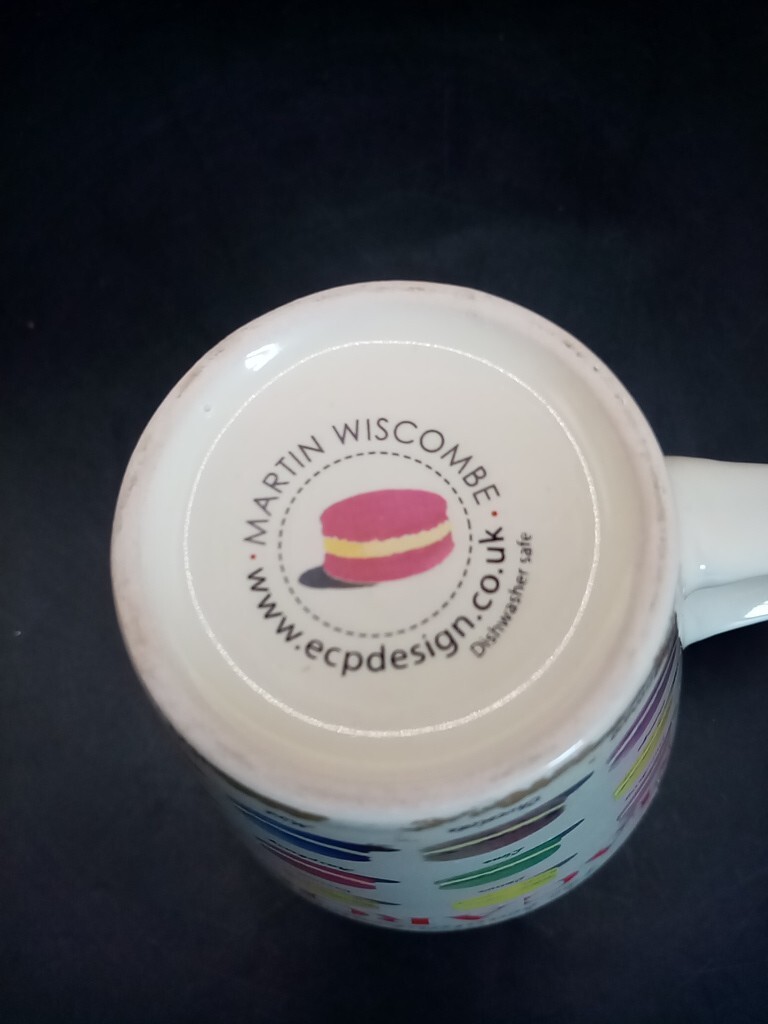 MARTIN WISCOMBE
www.ecpdesign.co.uk
Dishwasher safe